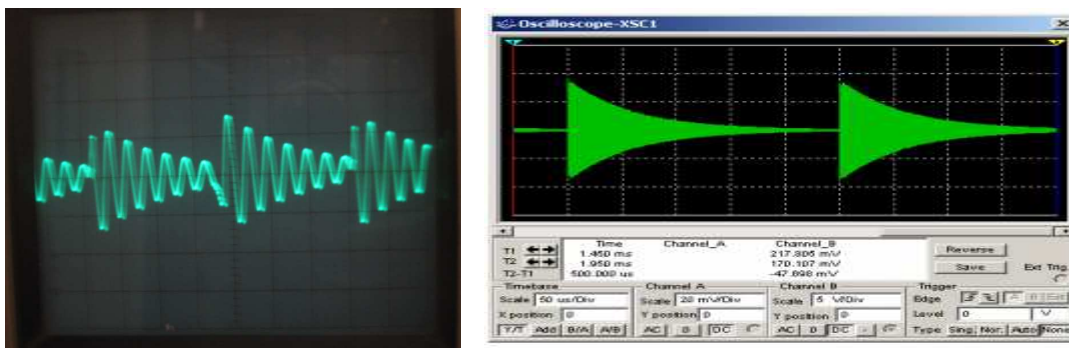 Oscilloscope-XSC1
Time Channel_A Channel_B
T1 1.450 ms 217.805 mV
T2 1.950 ms 170.107 mV
T2-T1 500.000 us -47.698 mV
Reverse
Save
Ext Trig
Timebase
Scale 50 us/Div
X position 0
Y/T Add B/A A/B
Channel A
Scale 20 mV/Div
Y position 0
AC 0 DC
Channel B
Scale 5 V/Div
Y position 0
AC 0 DC -
Trigger
Edge A B Ext
Level 0 V
Type Sing. Nor. Auto None